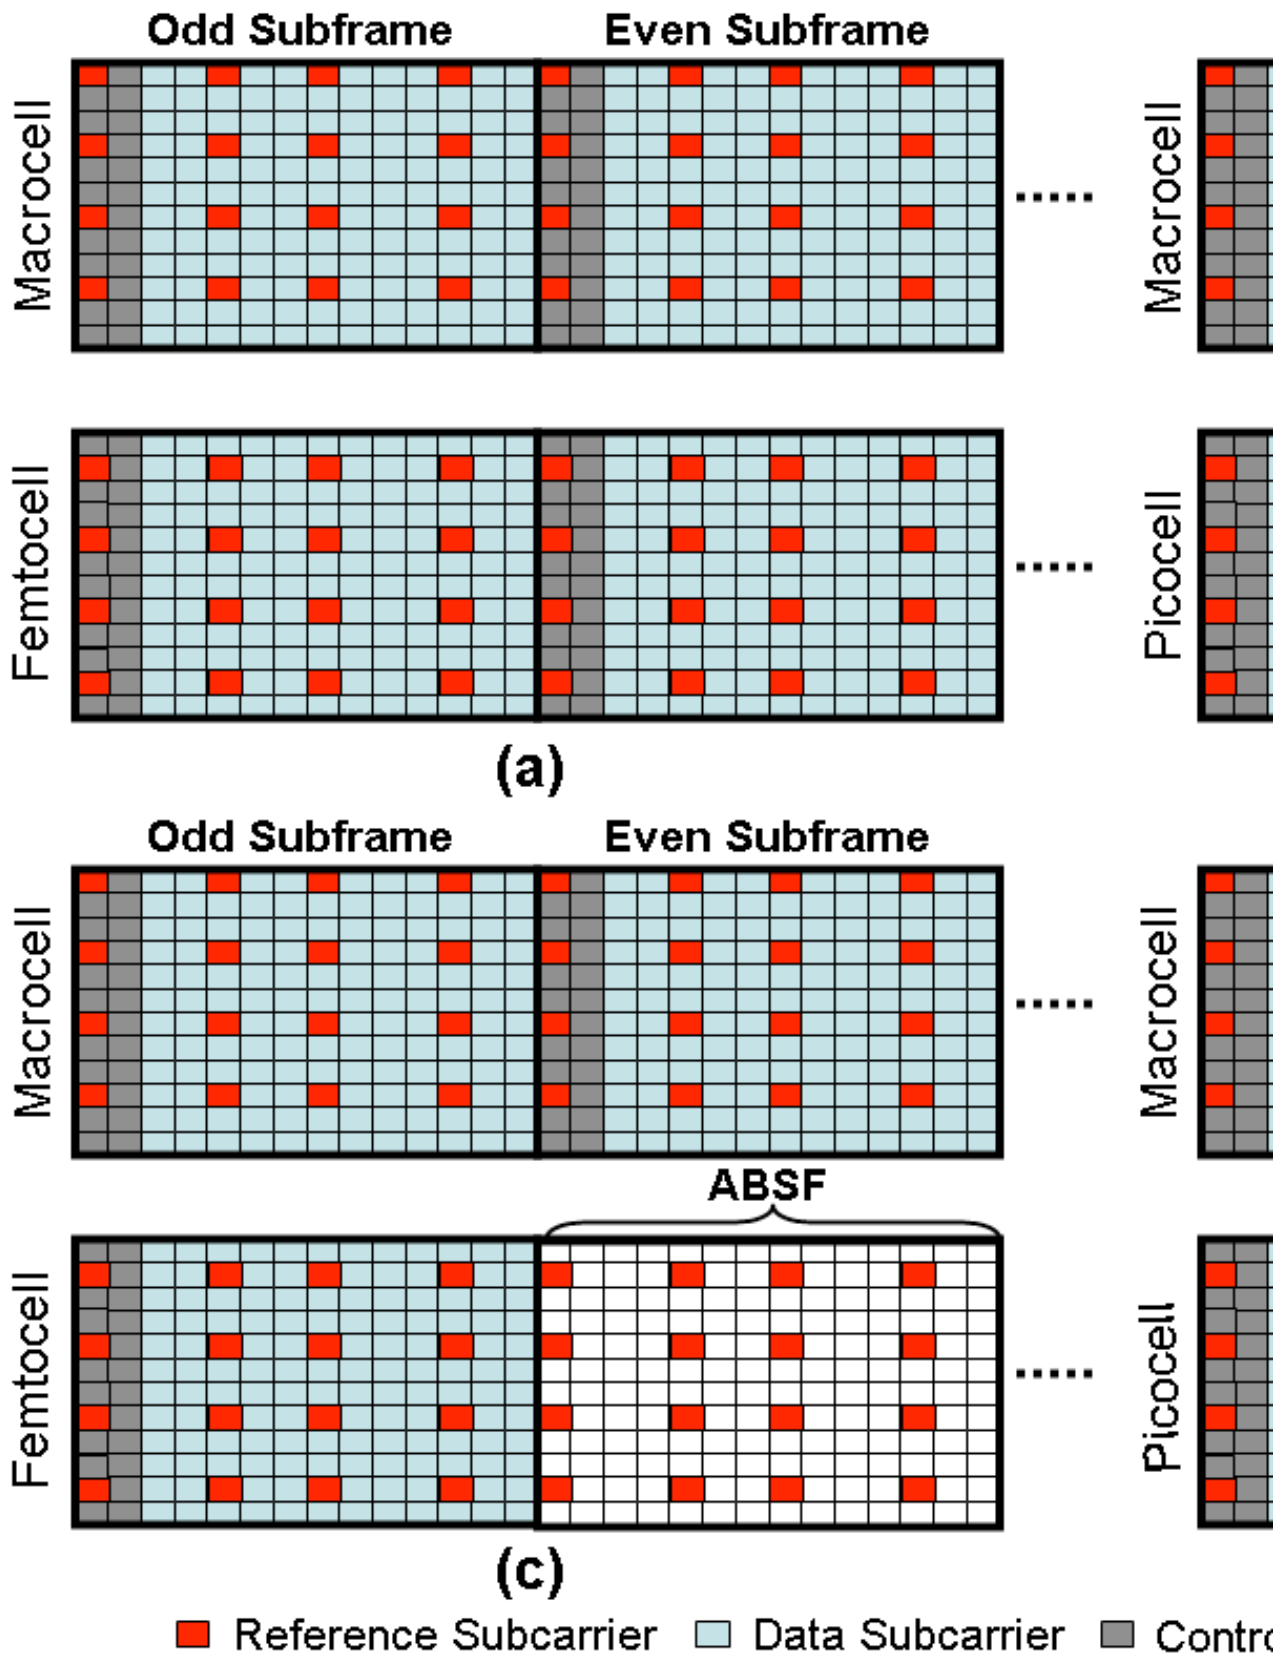 Odd Subframe Even Subframe
Macrocell
Macrocell
Femtocell
Picocell
(a)
Odd Subframe Even Subframe
Macrocell
Macrocell
ABSF
Femtocell
Picocell
(c)
Reference Subcarrier Data Subcarrier